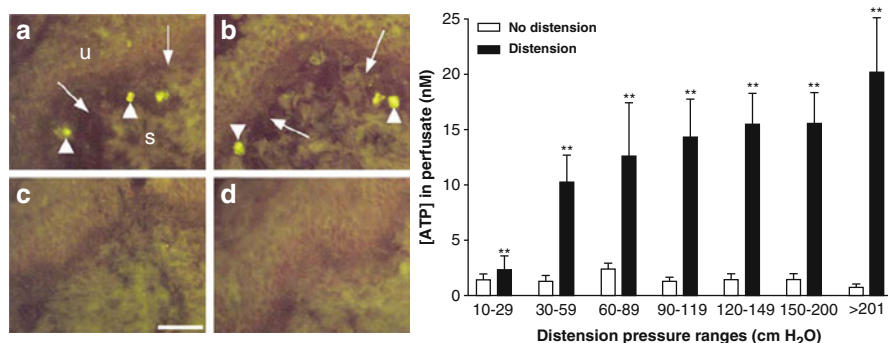 a
b
u
s
c
d
No distension
Distension
[ATP] in perfusate (nM)
25
20
15
10
5
0
**
**
**
**
**
**
**
10-29
30-59
60-89
90-119
120-149
150-200
>201
Distension pressure ranges (cm H₂O)